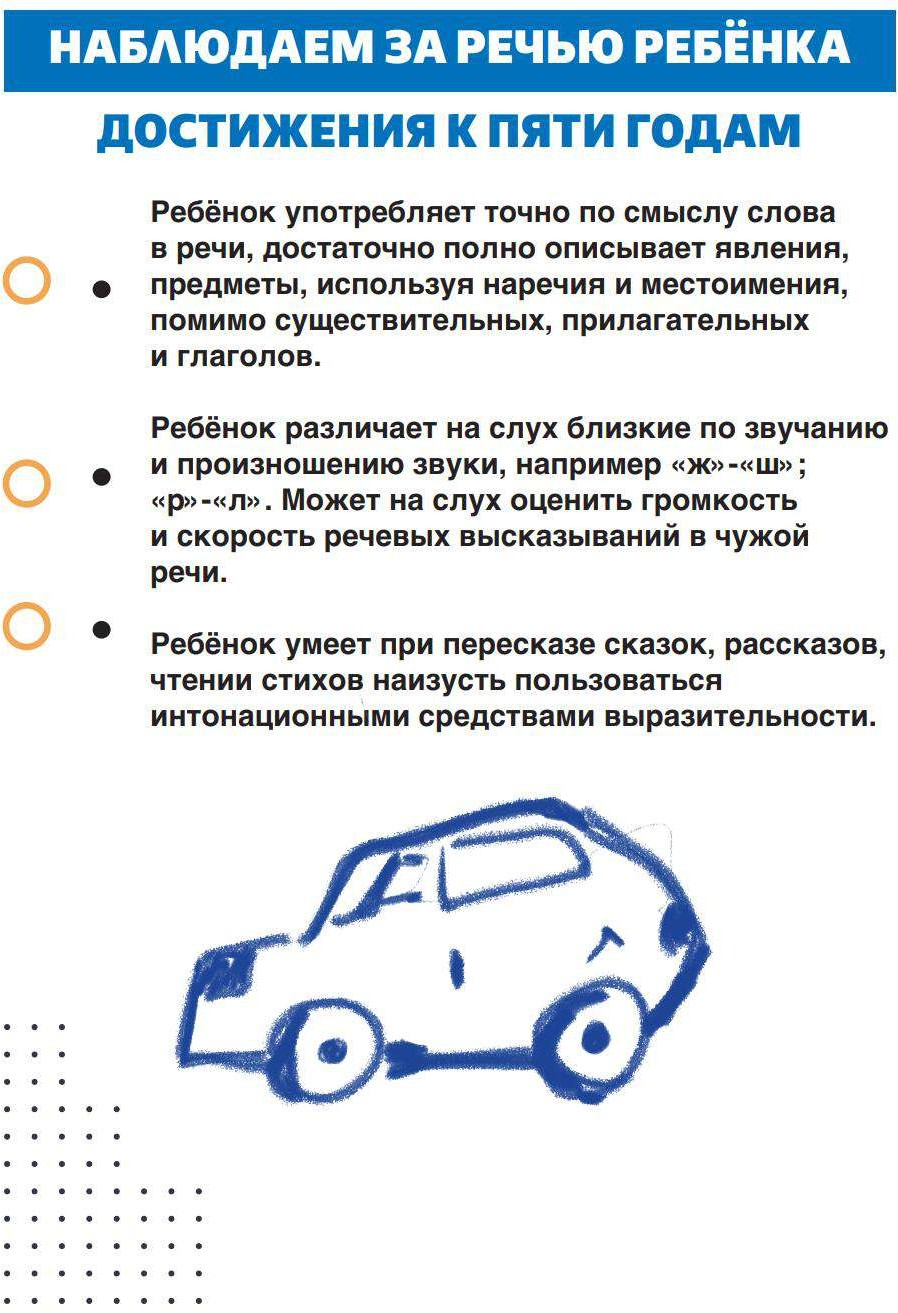 НАБЛЮДАЕМ ЗА РЕЧЬЮ РЕБЁНКА
ДОСТИЖЕНИЯ К ПЯТИ ГОДАМ
Ребёнок употребляет точно по смыслу слова
в речи, достаточно полно описывает явления,
предметы, используя наречия и местоимения,
помимо существительных, прилагательных
и глаголов.
Ребёнок различает на слух близкие по звучанию
и произношению звуки, например «ж»-«ш»;
«р»-«л». Может на слух оценить громкость
и скорость речевых высказываний в чужой
речи.
Ребёнок умеет при пересказе сказок, рассказов,
чтении стихов наизусть пользоваться
интонационными средствами выразительности.